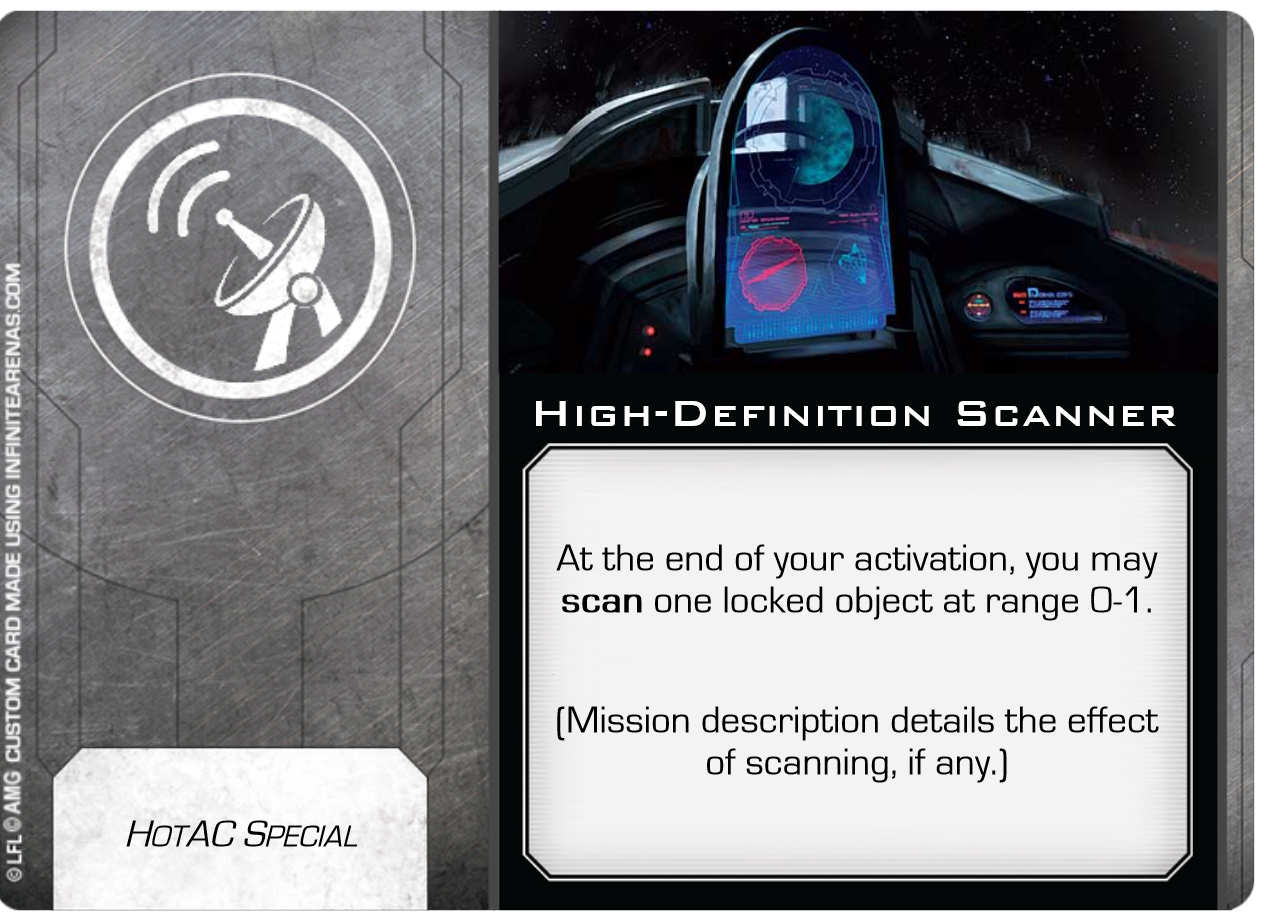 High-Definition Scanner
At the end of your activation, you may
scan one locked object at range 0-1.
(Mission description details the effect
of scanning, if any.)
HotAC Special
© LFL © AMG CUSTOM CARD MADE USING INFINITEARENAS.COM